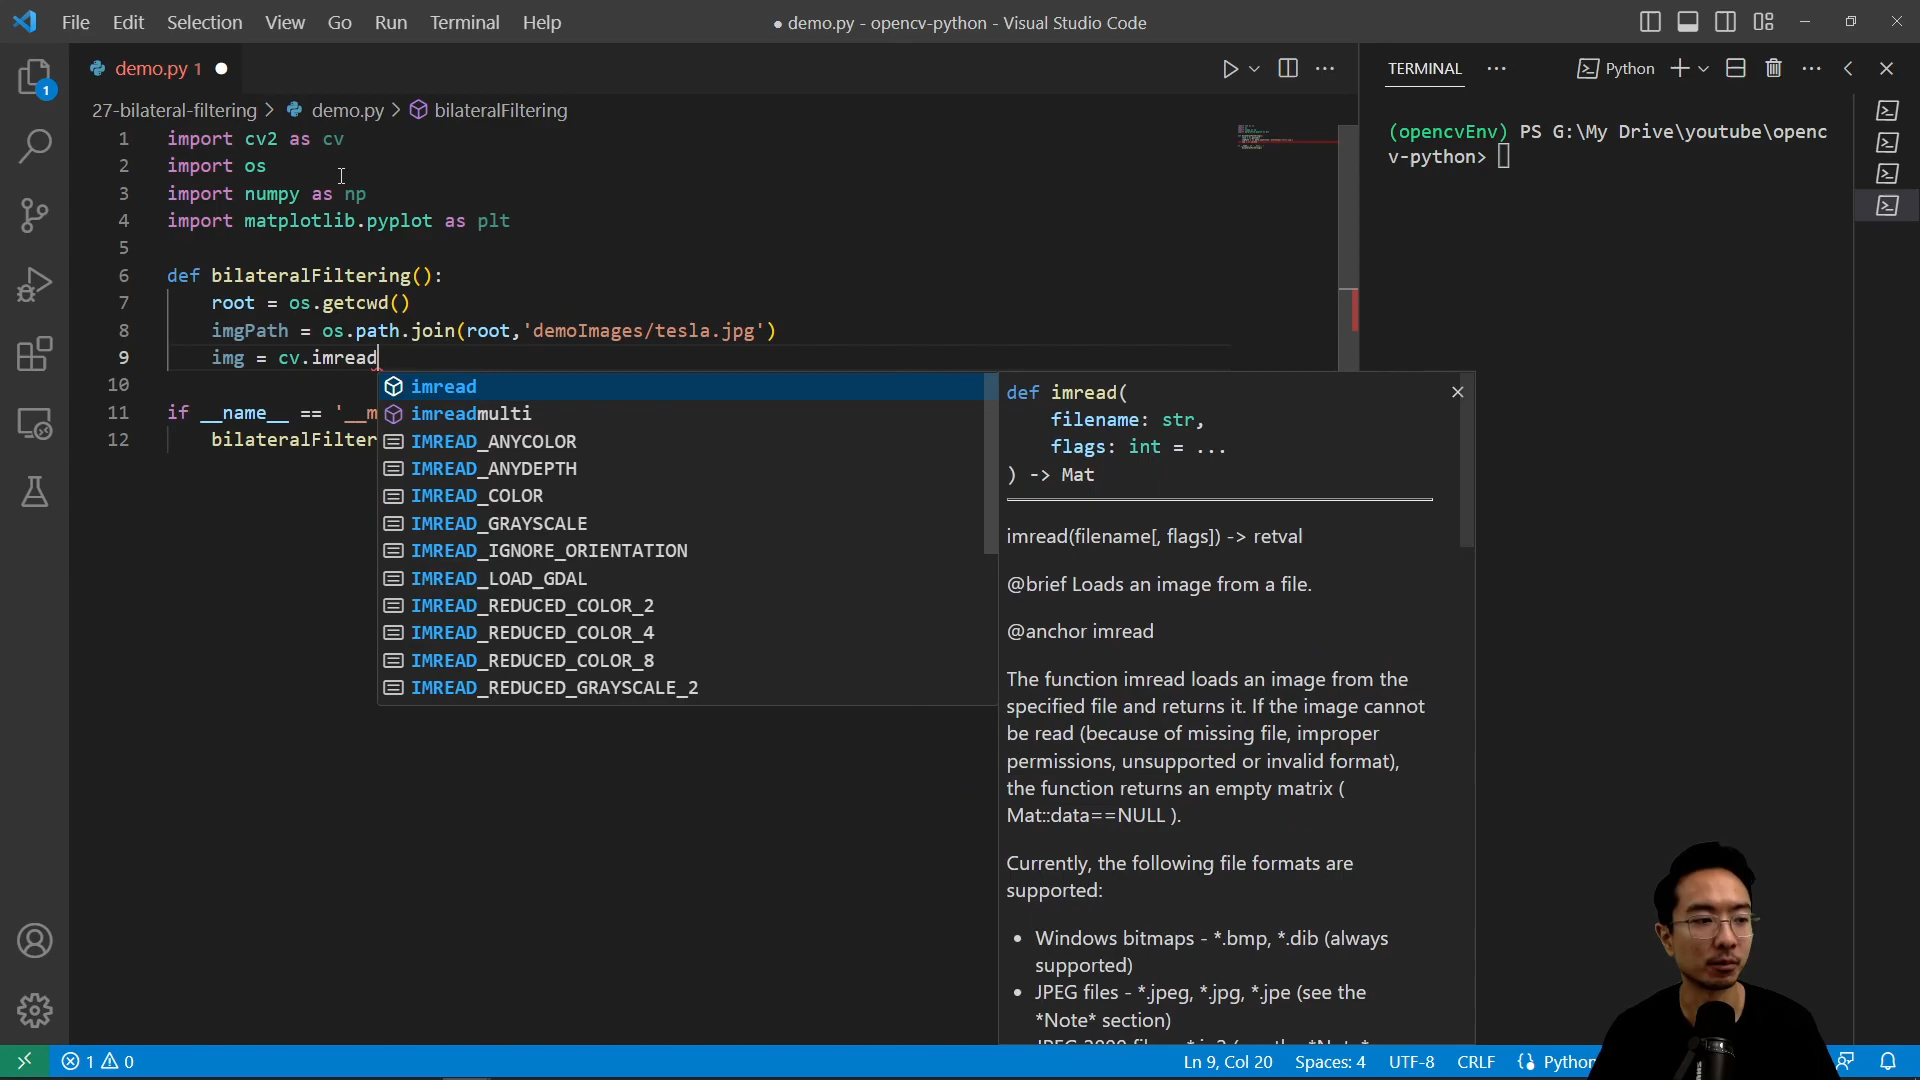 File Edit Selection View Go Run Terminal Help
● demo.py - opencv-python - Visual Studio Code
demo.py 1 ●
TERMINAL
Python
27-bilateral-filtering > demo.py > bilateralFiltering
1 import cv2 as cv
2 import os
3 import numpy as np
4 import matplotlib.pyplot as plt
5
6 def bilateralFiltering():
7 root = os.getcwd()
8 imgPath = os.path.join(root,'demoImages/tesla.jpg')
9 img = cv.imread
10
11 if __name__ == '__m
12 bilateralFilter
imread
imreadmulti
IMREAD_ANYCOLOR
IMREAD_ANYDEPTH
IMREAD_COLOR
IMREAD_GRAYSCALE
IMREAD_IGNORE_ORIENTATION
IMREAD_LOAD_GDAL
IMREAD_REDUCED_COLOR_2
IMREAD_REDUCED_COLOR_4
IMREAD_REDUCED_COLOR_8
IMREAD_REDUCED_GRAYSCALE_2
def imread(
filename: str,
flags: int = ...
) -> Mat
imread(filename[, flags]) -> retval
@brief Loads an image from a file.
@anchor imread
The function imread loads an image from the
specified file and returns it. If the image cannot
be read (because of missing file, improper
permissions, unsupported or invalid format),
the function returns an empty matrix (
Mat::data==NULL ).
Currently, the following file formats are
supported:
• Windows bitmaps - *.bmp, *.dib (always
supported)
• JPEG files - *.jpeg, *.jpg, *.jpe (see the
*Note* section)
(opencvEnv) PS G:\My Drive\youtube\openc
v-python>
1
1 0
Ln 9, Col 20 Spaces: 4 UTF-8 CRLF Python